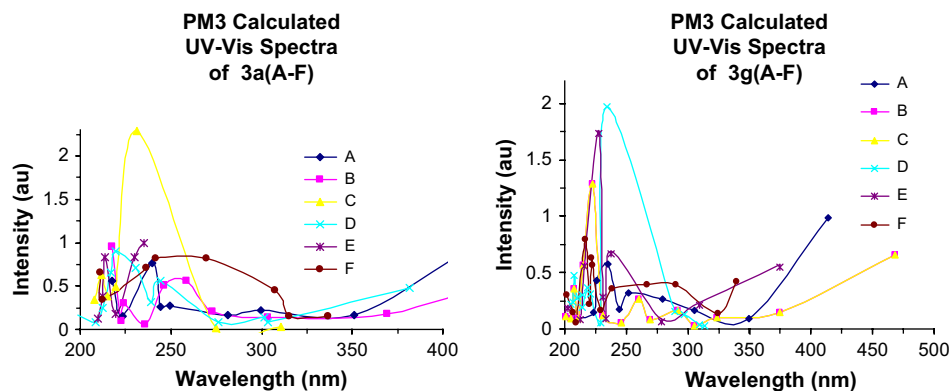 PM3 Calculated
UV-Vis Spectra
of 3a(A-F)
Intensity (au)
2
1.5
1
0.5
0
200
250
300
350
400
Wavelength (nm)
A
B
C
D
E
F
PM3 Calculated
UV-Vis Spectra
of 3g(A-F)
Intensity (au)
2
1.5
1
0.5
0
200
250
300
350
400
450
500
Wavelength (nm)
A
B
C
D
E
F